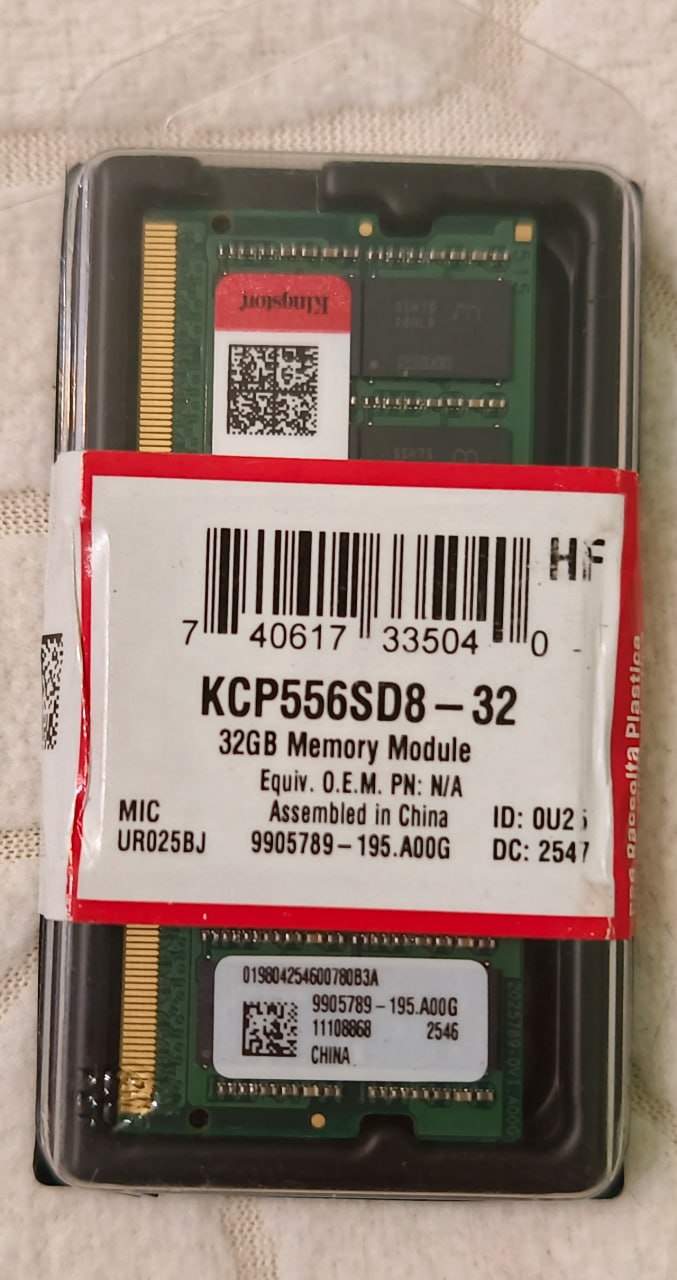 Kingston
HF
7 40617 33504 0
KCP556SD8-32
32GB Memory Module
Equiv. O.E.M. PN: N/A
MIC Assembled in China ID: 0U2
UR025BJ 9905789-195.A00G DC: 2547
019804254600780B3A
9905789-195.A00G
11108868 2546
CHINA